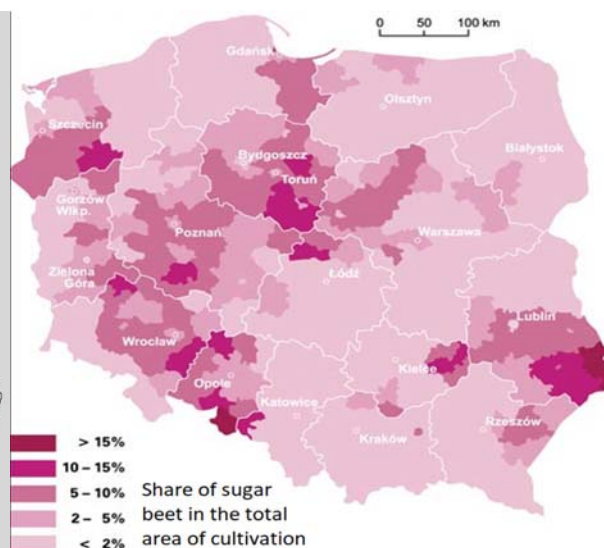 0 50 100 km
Gdańsk
Olsztyn
Szczecin
Białystok
Bydgoszcz
Toruń
Gorzów
Wlkp.
Poznań
Warszawa
Zielona
Góra
Łódź
Lublin
Wrocław
Kielce
Opole
Katowice
Rzeszów
Kraków
> 15%
10 – 15%
5 – 10%
2 – 5%
< 2%
Share of sugar
beet in the total
area of cultivation